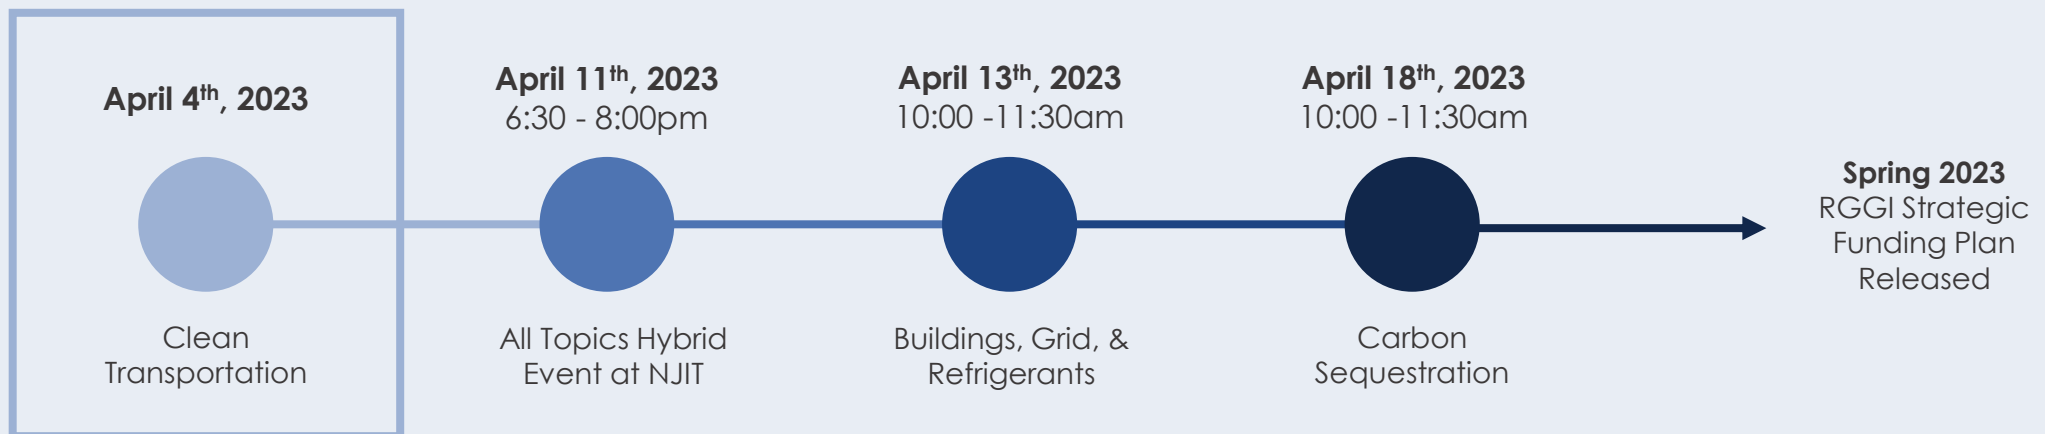 April 4th, 2023
Clean
Transportation
April 11th, 2023
6:30 - 8:00pm
All Topics Hybrid
Event at NJIT
April 13th, 2023
10:00 -11:30am
Buildings, Grid, &
Refrigerants
April 18th, 2023
10:00 -11:30am
Carbon
Sequestration
Spring 2023
RGGI Strategic
Funding Plan
Released